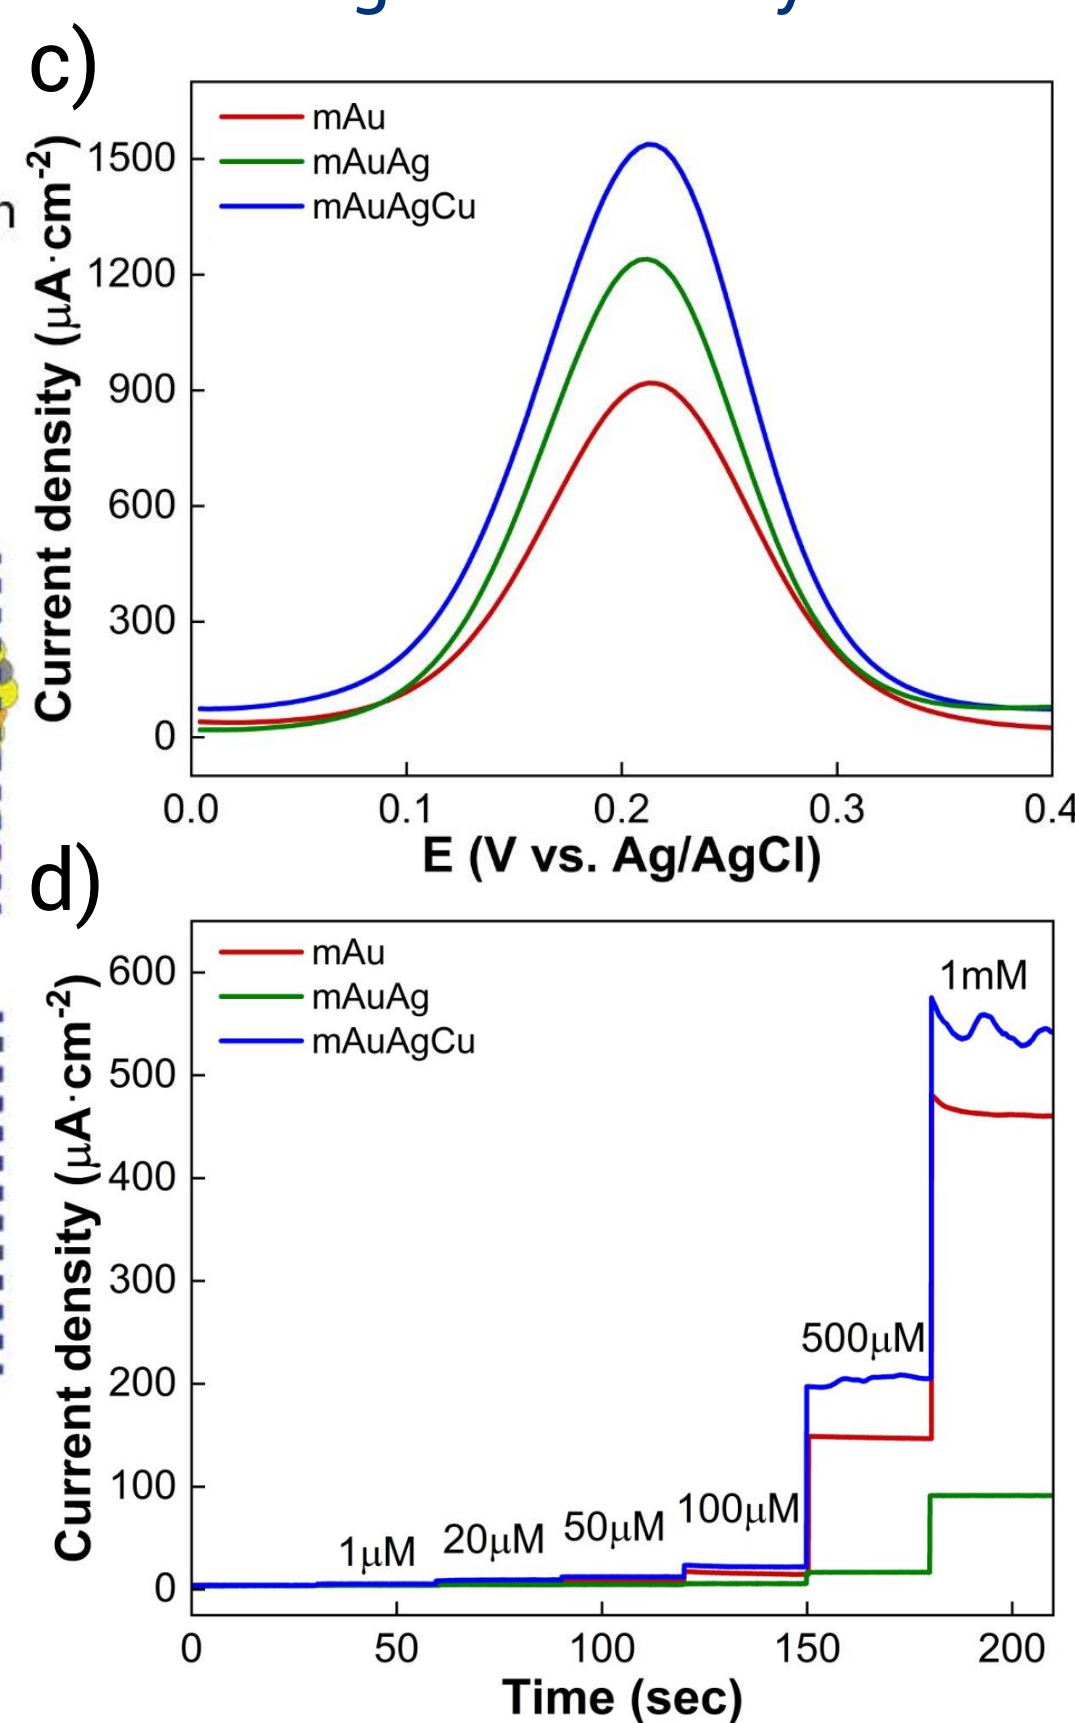 c)
mAu
mAuAg
mAuAgCu
Current density (μA·cm⁻²)
1500
1200
900
600
300
0
0.0 0.1 0.2 0.3 0.4
E (V vs. Ag/AgCl)
d)
mAu
mAuAg
mAuAgCu
Current density (μA·cm⁻²)
600
500
400
300
200
100
0
1mM
500μM
100μM
50μM
20μM
1μM
0 50 100 150 200
Time (sec)